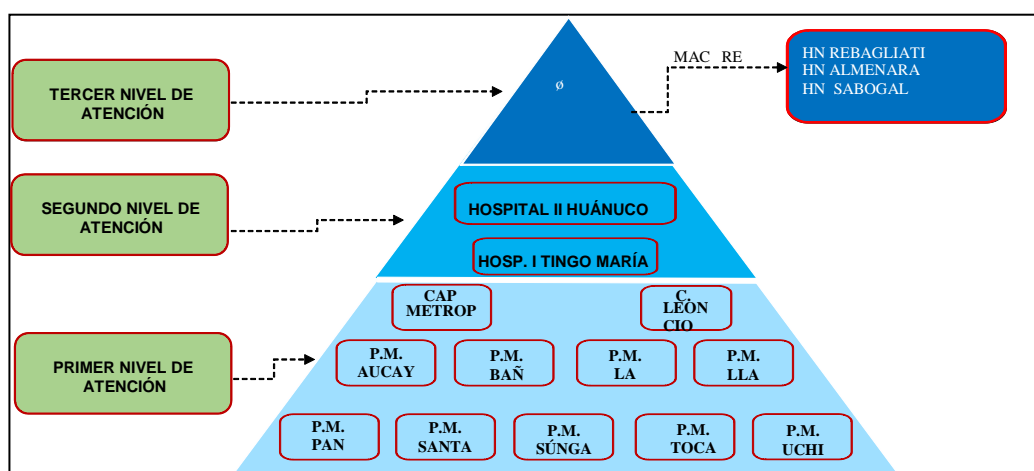 MAC RE
HN REBAGLIATI
HN ALMENARA
HN SABOGAL
TERCER NIVEL DE
ATENCIÓN
ø
SEGUNDO NIVEL DE
ATENCIÓN
HOSPITAL II HUÁNUCO
HOSP. I TINGO MARÍA
PRIMER NIVEL DE
ATENCIÓN
CAP
METROP
C.
LEÓN
CIO
P.M.
AUCAY
P.M.
BAÑ
P.M.
LA
P.M.
LLA
P.M.
PAN
P.M.
SANTA
P.M.
SÚNGA
P.M.
TOCA
P.M.
UCHI